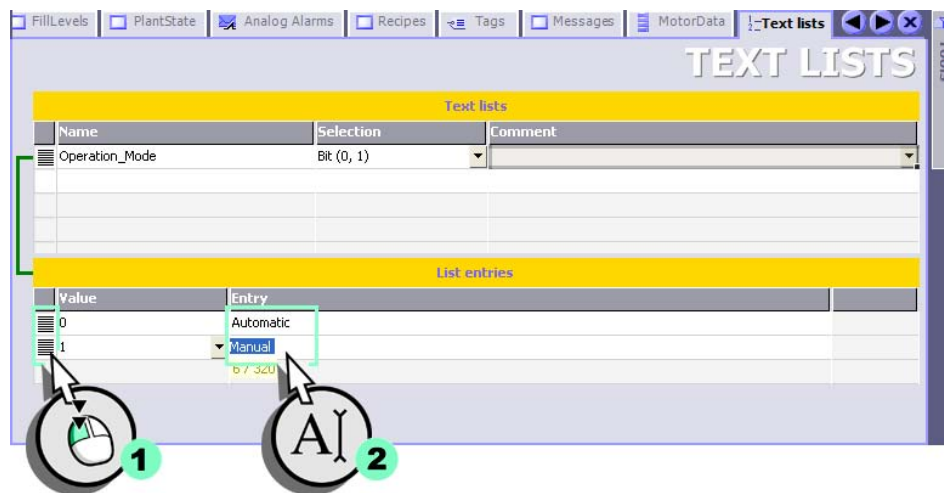 FillLevels PlantState Analog Alarms Recipes Tags Messages MotorData Text lists
TEXT LISTS
Text lists
Name Selection Comment
Operation_Mode Bit (0, 1)
List entries
Value Entry
0 Automatic
1 Manual
6 / 320
1
A
2